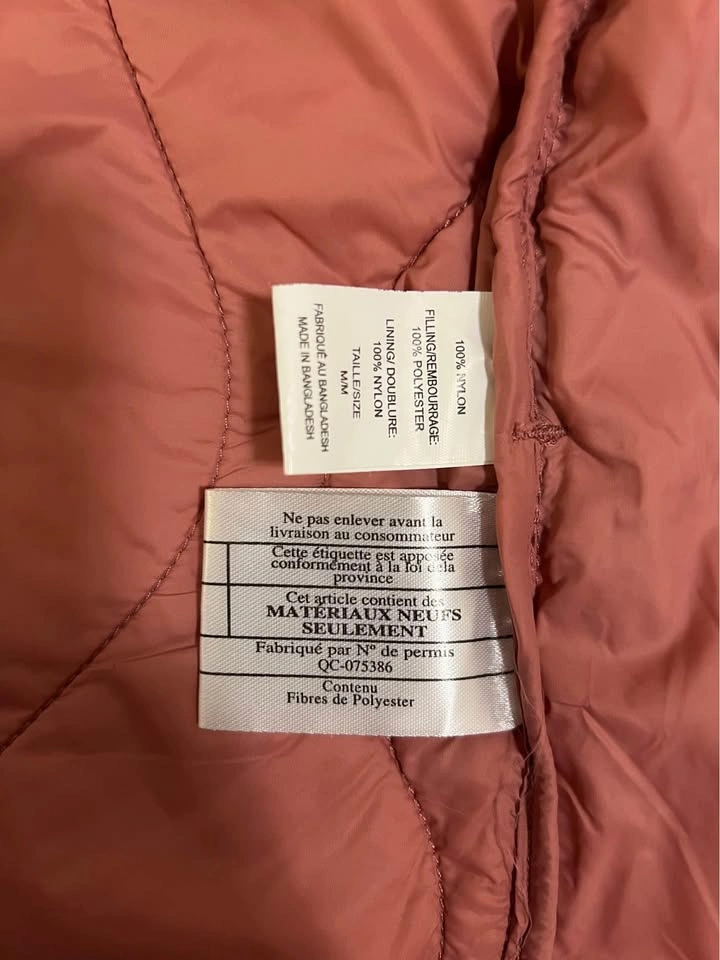 100% NYLON
FILLING/REMBOURRAGE:
100% POLYESTER
LINING/ DOUBLURE:
100% NYLON
TAILLE/SIZE
M/M
FABRIQUÉ AU BANGLADESH
MADE IN BANGLADESH
Ne pas enlever avant la
livraison au consommateur
Cette étiquette est apposée
conformément à la loi de la
province
Cet article contient des
MATÉRIAUX NEUFS
SEULEMENT
Fabriqué par Nº de permis
QC-075386
Contenu
Fibres de Polyester